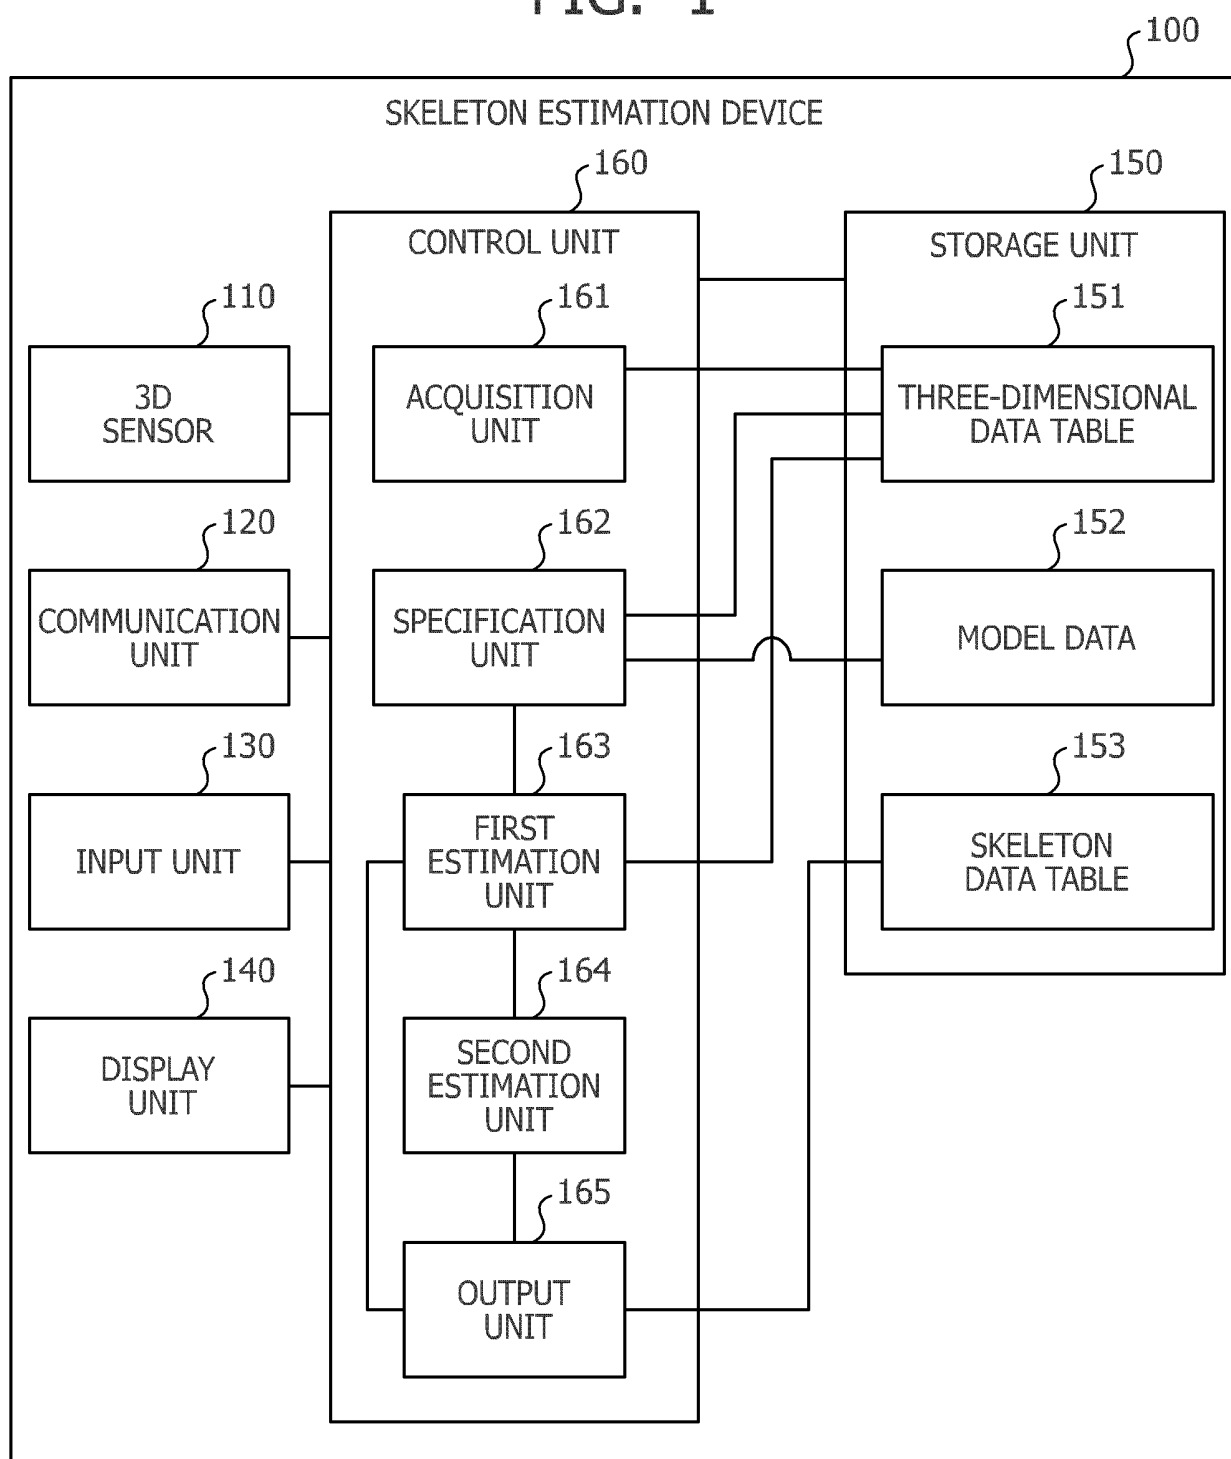 FIG. 1
100
SKELETON ESTIMATION DEVICE
160
150
CONTROL UNIT
STORAGE UNIT
110
161
151
3D
SENSOR
ACQUISITION
UNIT
THREE-DIMENSIONAL
DATA TABLE
120
162
152
COMMUNICATION
UNIT
SPECIFICATION
UNIT
MODEL DATA
130
163
153
INPUT UNIT
FIRST
ESTIMATION
UNIT
SKELETON
DATA TABLE
140
164
DISPLAY
UNIT
SECOND
ESTIMATION
UNIT
165
OUTPUT
UNIT